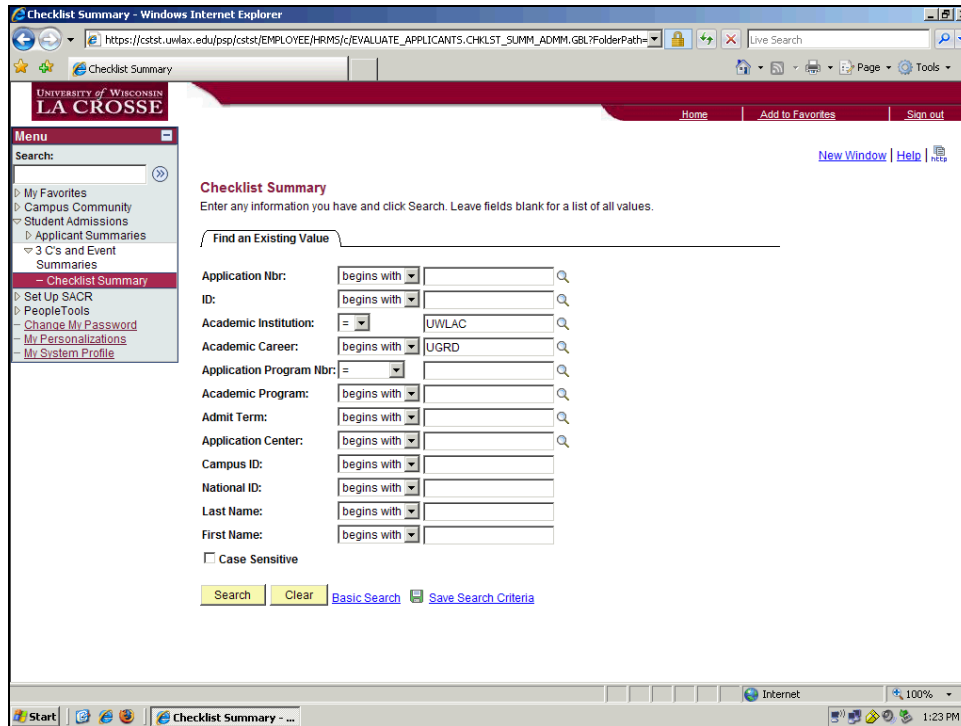 Checklist Summary - Windows Internet Explorer
https://cstst.uwlax.edu/psp/cstst/EMPLOYEE/HRMS/c/EVALUATE_APPLICANTS.CHKLST_SUMM_ADMM.GBL?FolderPath=
Live Search
Checklist Summary
Page
Tools
UNIVERSITY of WISCONSIN
LA CROSSE
Home
Add to Favorites
Sign out
Menu
Search:
My Favorites
Campus Community
Student Admissions
Applicant Summaries
3 C's and Event
Summaries
– Checklist Summary
Set Up SACR
PeopleTools
– Change My Password
– My Personalizations
– My System Profile
New Window | Help | http
Checklist Summary
Enter any information you have and click Search. Leave fields blank for a list of all values.
Find an Existing Value
Application Nbr: begins with
ID: begins with
Academic Institution: = UWLAC
Academic Career: begins with UGRD
Application Program Nbr: =
Academic Program: begins with
Admit Term: begins with
Application Center: begins with
Campus ID: begins with
National ID: begins with
Last Name: begins with
First Name: begins with
Case Sensitive
Search Clear Basic Search Save Search Criteria
Internet 100%
Start Checklist Summary - ... 1:23 PM